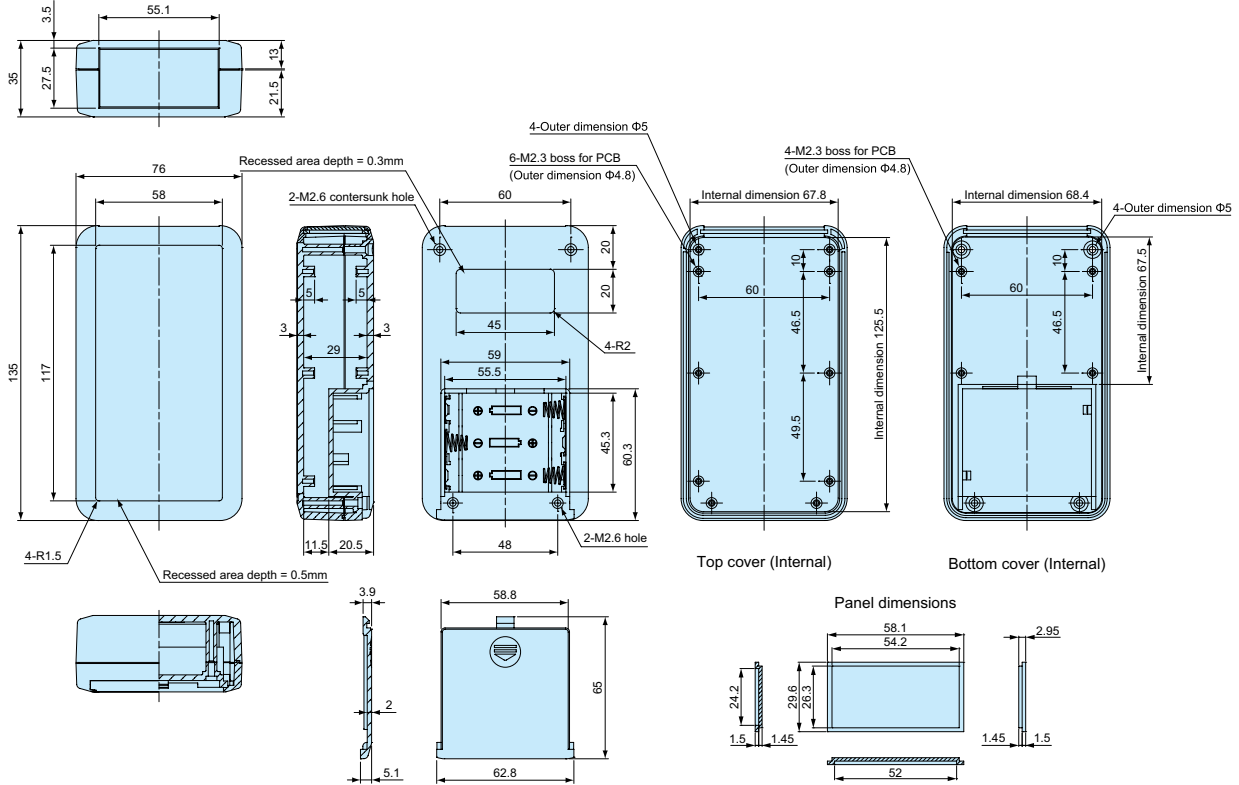 55.1
3.5
35
27.5
13
21.5
4-Outer dimension Φ5
6-M2.3 boss for PCB
(Outer dimension Φ4.8)
4-M2.3 boss for PCB
(Outer dimension Φ4.8)
Recessed area depth = 0.3mm
2-M2.6 contersunk hole
76
58
60
Internal dimension 67.8
Internal dimension 68.4
4-Outer dimension Φ5
135
117
5
5
3
3
29
11.5
20.5
20
20
45
4-R2
59
55.5
45.3
60.3
48
2-M2.6 hole
10
60
46.5
49.5
Internal dimension 125.5
10
60
46.5
Internal dimension 67.5
4-R1.5
Recessed area depth = 0.5mm
Top cover (Internal)
Bottom cover (Internal)
3.9
2
5.1
58.8
65
62.8
Panel dimensions
58.1
54.2
2.95
24.2
29.6
26.3
1.5
1.45
1.45
1.5
52